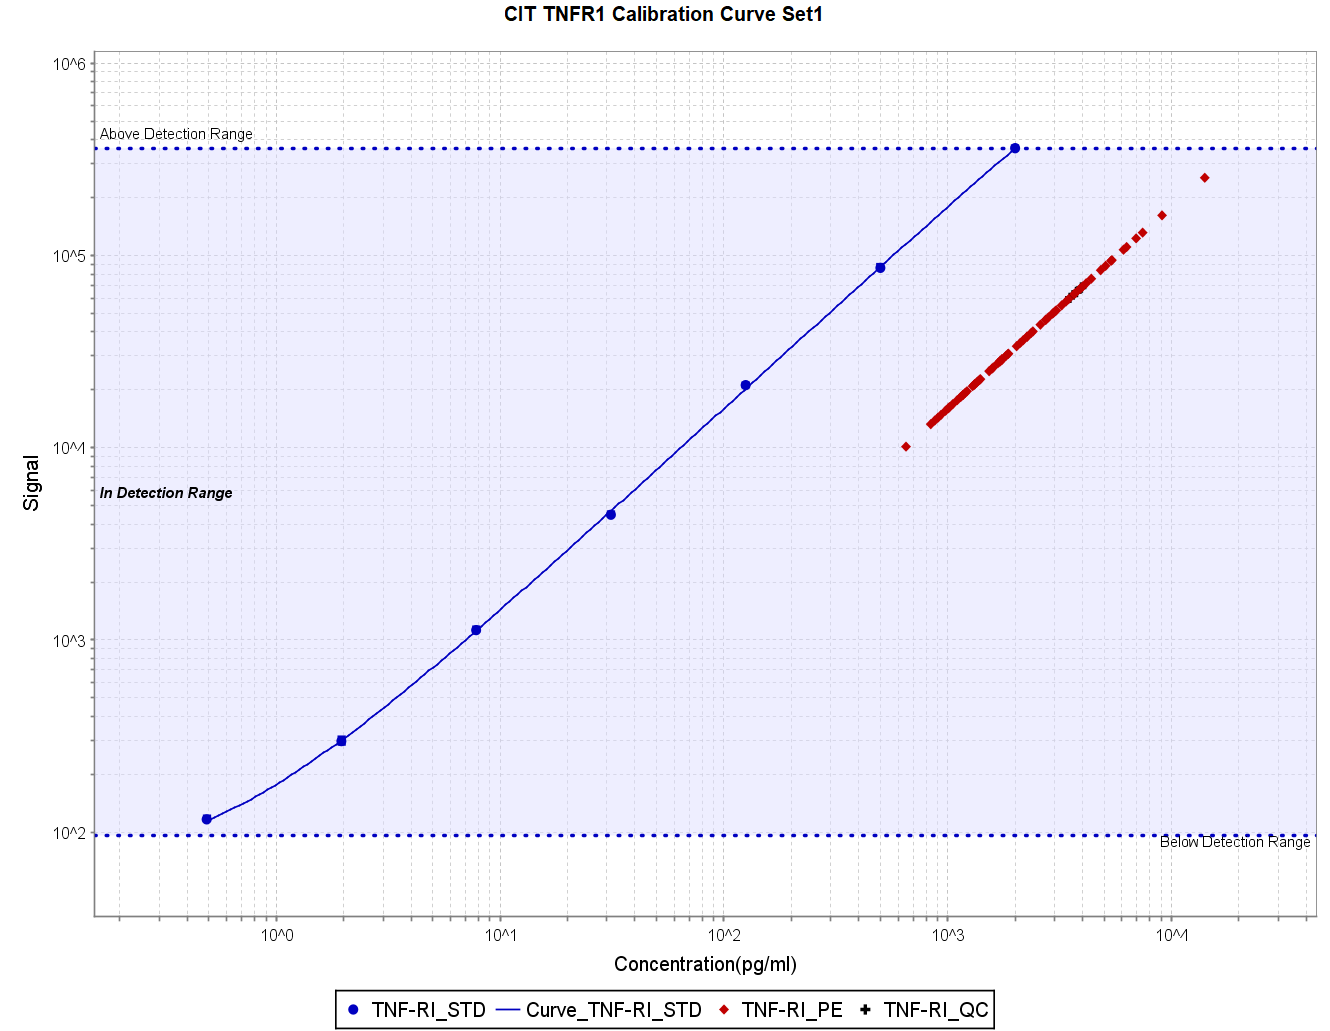 CIT TNFR1 Calibration Curve Set1
10^6
Above Detection Range
10^5
10^4
In Detection Range
Signal
10^3
10^2
Below Detection Range
10^0 10^1 10^2 10^3 10^4
Concentration(pg/ml)
TNF-RI_STD Curve_TNF-RI_STD TNF-RI_PE TNF-RI_QC